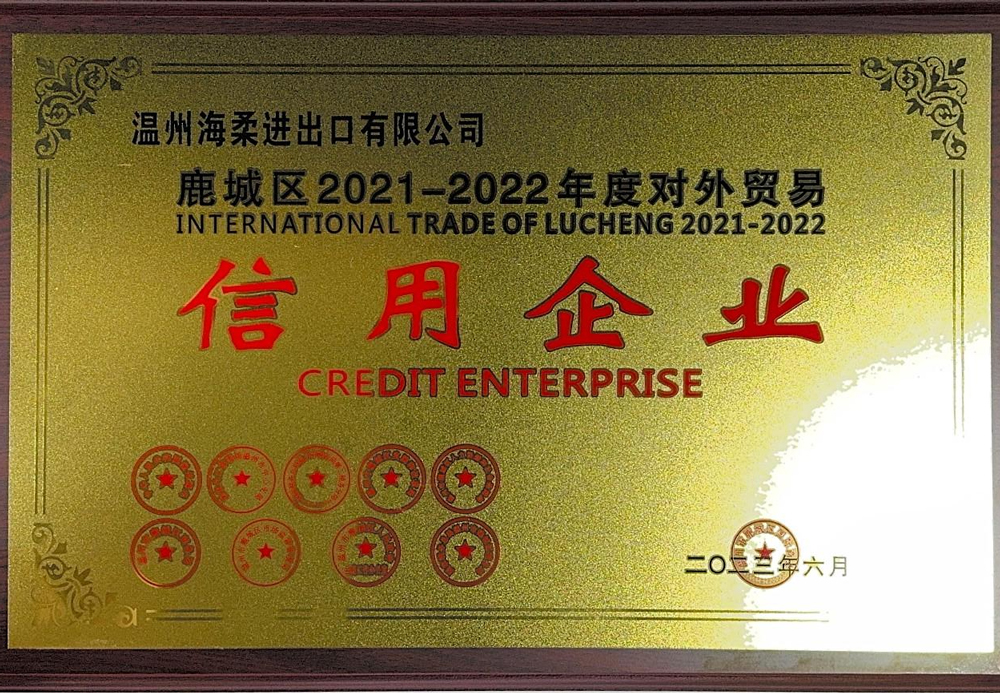 温州海柔进出口有限公司
鹿城区2021-2022年度对外贸易
INTERNATIONAL TRADE OF LUCHENG 2021-2022
信用企业
CREDIT ENTERPRISE
二〇二三年六月